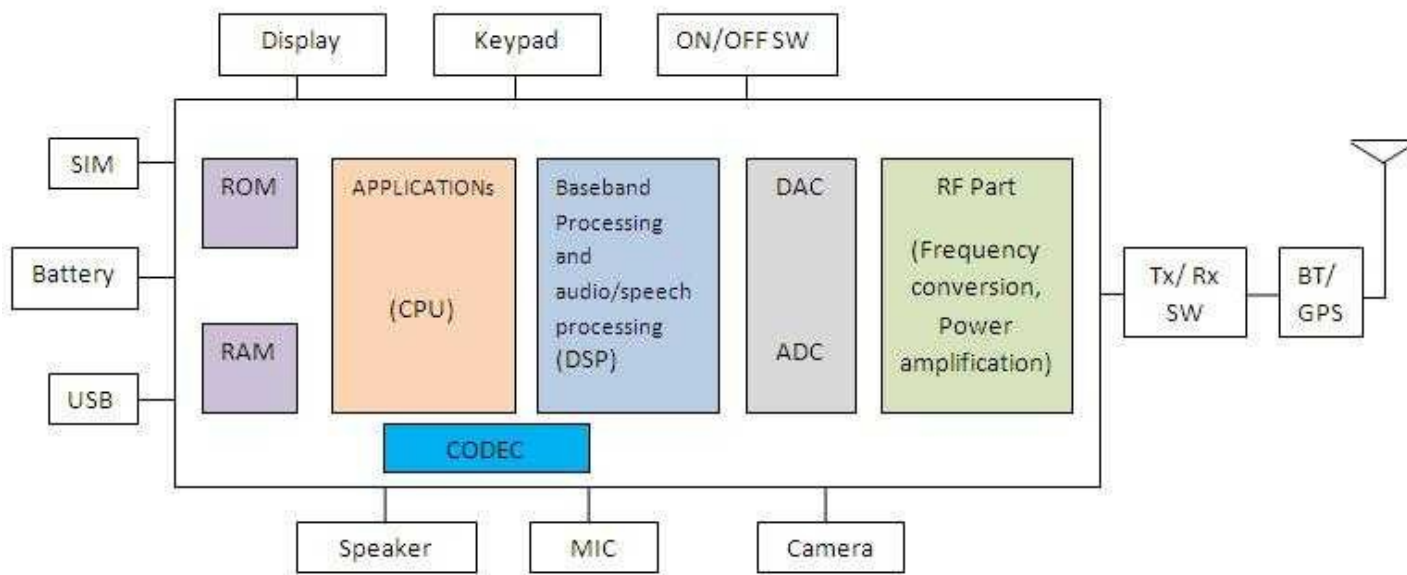 Display
Keypad
ON/OFF SW
SIM
Battery
USB
ROM
RAM
APPLICATIONs
(CPU)
Baseband
Processing
and
audio/speech
processing
(DSP)
DAC
ADC
RF Part
(Frequency
conversion,
Power
amplification)
CODEC
Tx/ Rx
SW
BT/
GPS
Speaker
MIC
Camera